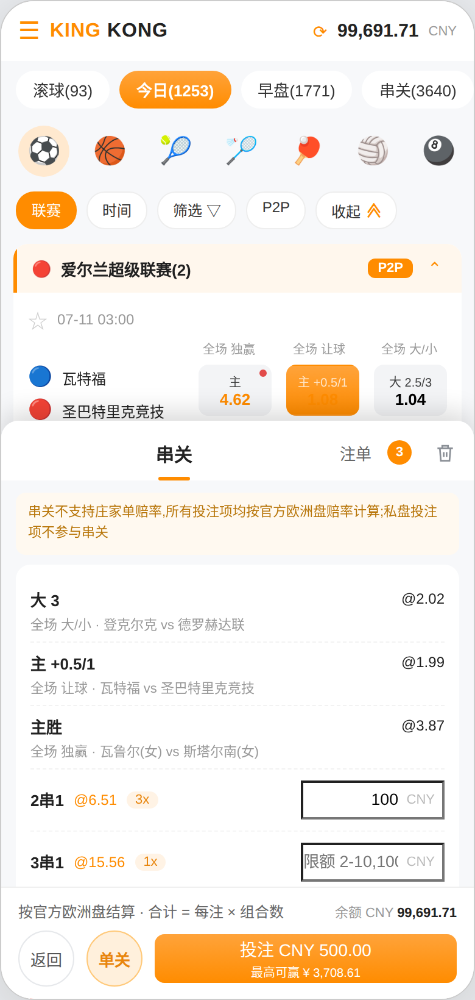 KING KONG
99,691.71 CNY
滚球(93) 今日(1253) 早盘(1771) 串关(3640)
8
联赛 时间 筛选 ▽ P2P 收起
爱尔兰超级联赛(2) P2P
07-11 03:00
全场 独赢 全场 让球 全场 大/小
瓦特福
主 主 +0.5/1 大 2.5/3
4.62 1.08 1.04
圣巴特里克竞技
串关 注单 3
串关不支持庄家单赔率,所有投注项均按官方欧洲盘赔率计算;私盘投注
项不参与串关
大 3 @2.02
全场 大/小 · 登克尔克 vs 德罗赫达联
主 +0.5/1 @1.99
全场 让球 · 瓦特福 vs 圣巴特里克竞技
主胜 @3.87
全场 独赢 · 瓦鲁尔(女) vs 斯塔尔南(女)
2串1 @6.51 3x 100 CNY
3串1 @15.56 1x 限额 2-10,100 CNY
按官方欧洲盘结算 · 合计 = 每注 × 组合数 余额 CNY 99,691.71
返回 单关 投注 CNY 500.00
最高可赢 ¥ 3,708.61